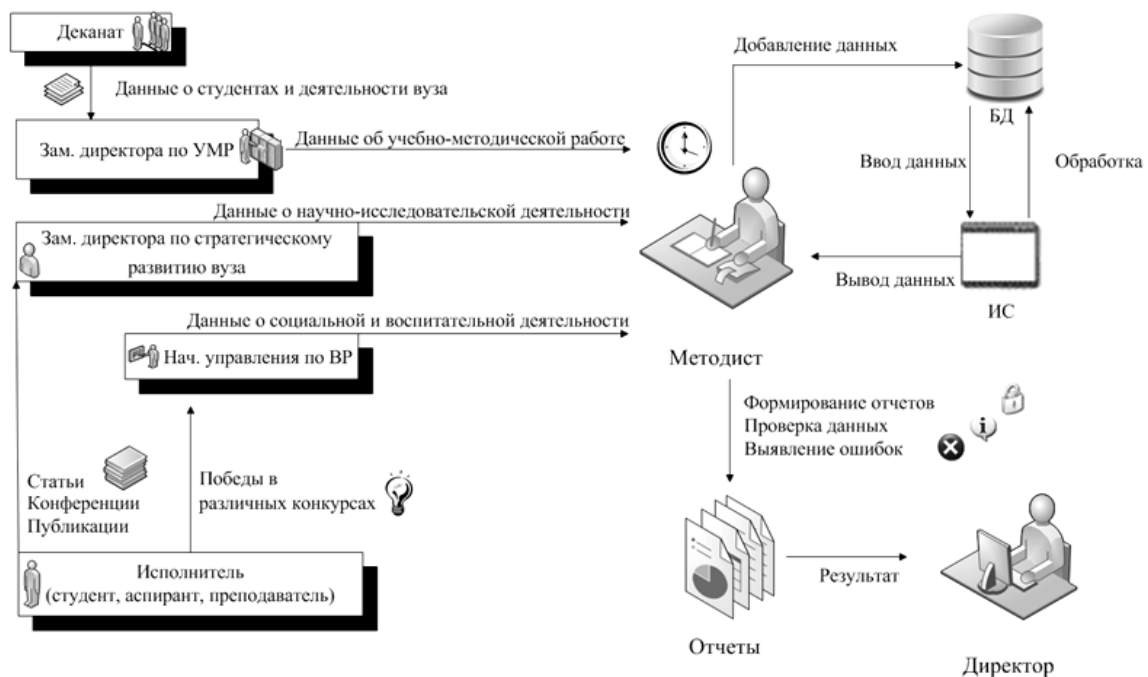 Деканат
Данные о студентах и деятельности вуза
Зам. директора по УМР
Данные об учебно-методической работе
Данные о научно-исследовательской деятельности
Зам. директора по стратегическому
развитию вуза
Данные о социальной и воспитательной деятельности
Нач. управления по ВР
Статьи
Конференции
Публикации
Победы в
различных конкурсах
Исполнитель
(студент, аспирант, преподаватель)
Добавление данных
БД
Ввод данных
Обработка
Вывод данных
ИС
Методист
Формирование отчетов
Проверка данных
Выявление ошибок
Результат
Отчеты
Директор